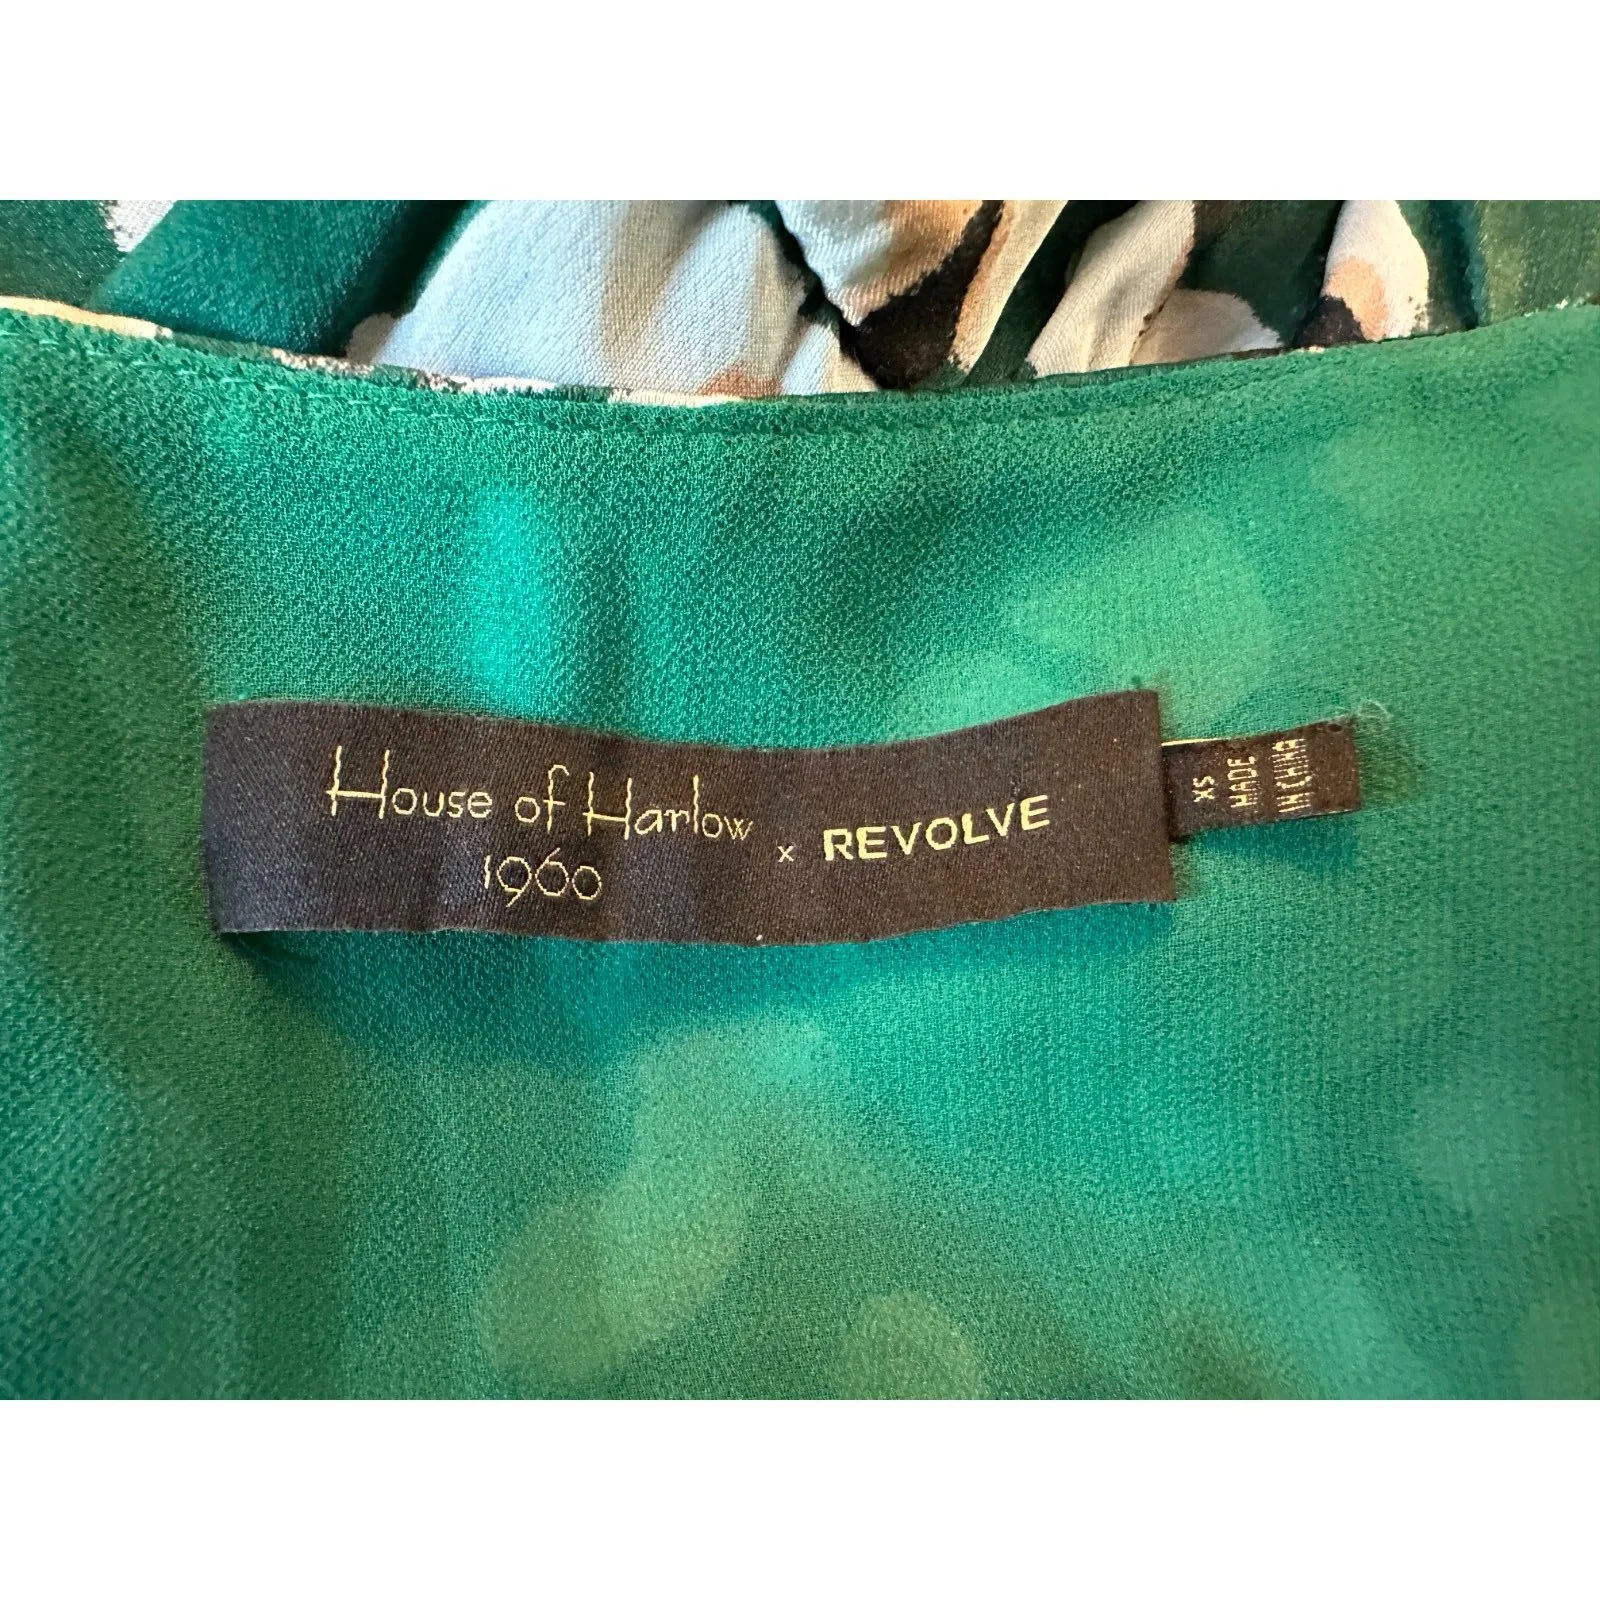 House of Harlow x REVOLVE
1960
XS
MADE
IN CHINA